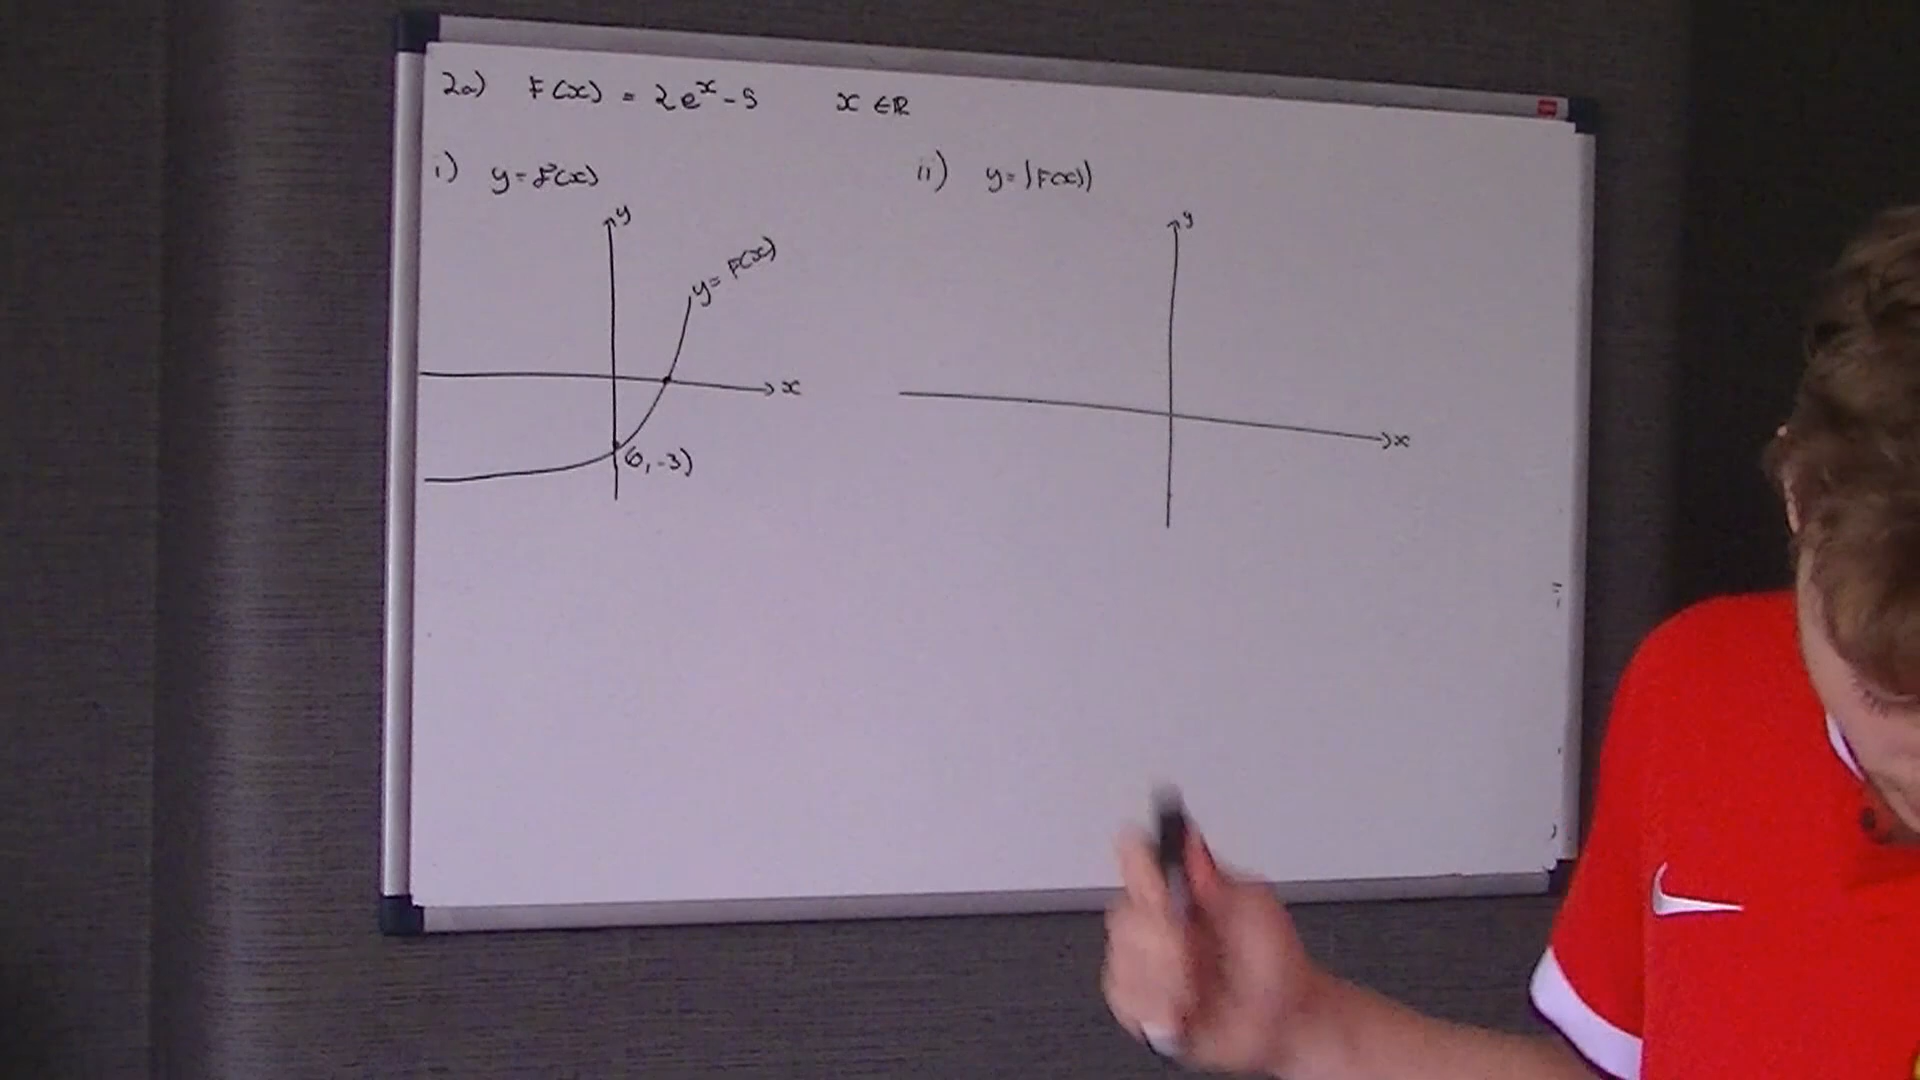 2a) F(x) = 2e^x - 5 x ∈ ℝ
i) y = f(x)
ii) y = |F(x)|
y
y = F(x)
x
(0, -3)
y
x